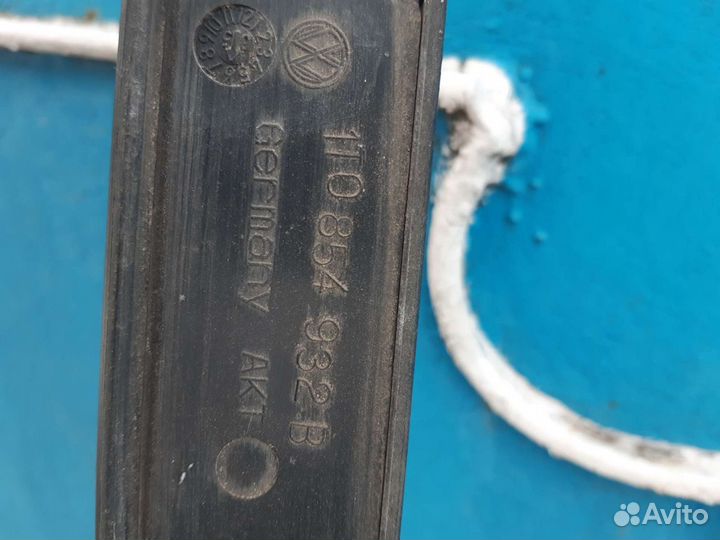 1T0 854 932 B
Germany AKT
Avito